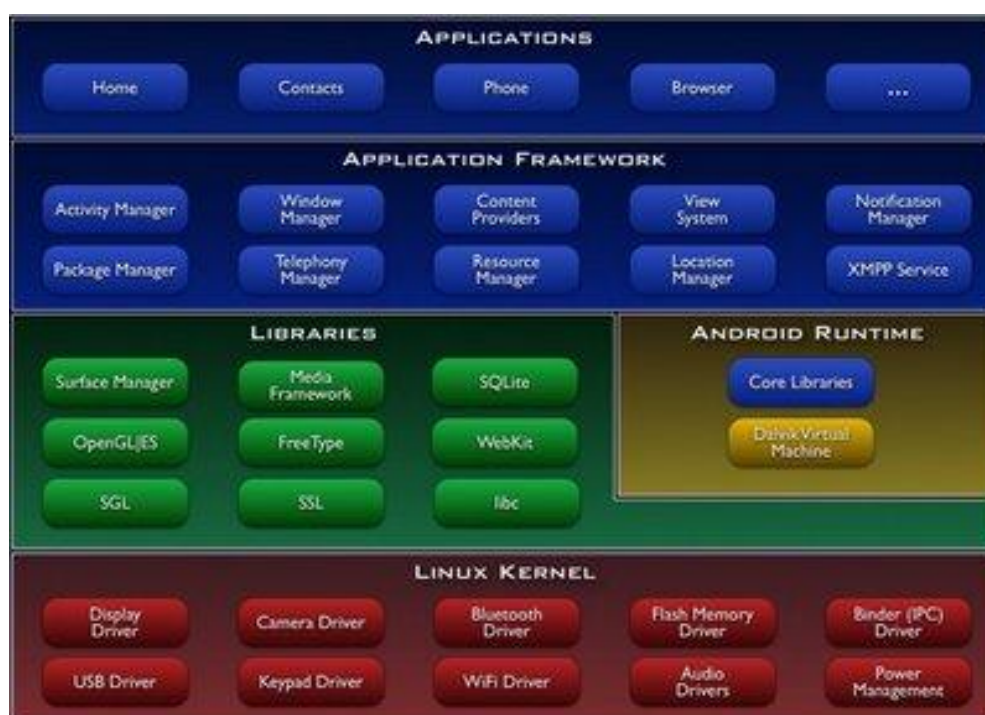 APPLICATIONS
Home
Contacts
Phone
Browser
...
APPLICATION FRAMEWORK
Activity Manager
Window
Manager
Content
Providers
View
System
Notification
Manager
Package Manager
Telephony
Manager
Resource
Manager
Location
Manager
XMPP Service
LIBRARIES
Surface Manager
Media
Framework
SQLite
OpenGL|ES
FreeType
WebKit
SGL
SSL
libc
ANDROID RUNTIME
Core Libraries
Dalvik Virtual
Machine
LINUX KERNEL
Display
Driver
Camera Driver
Bluetooth
Driver
Flash Memory
Driver
Binder (IPC)
Driver
USB Driver
Keypad Driver
WiFi Driver
Audio
Drivers
Power
Management